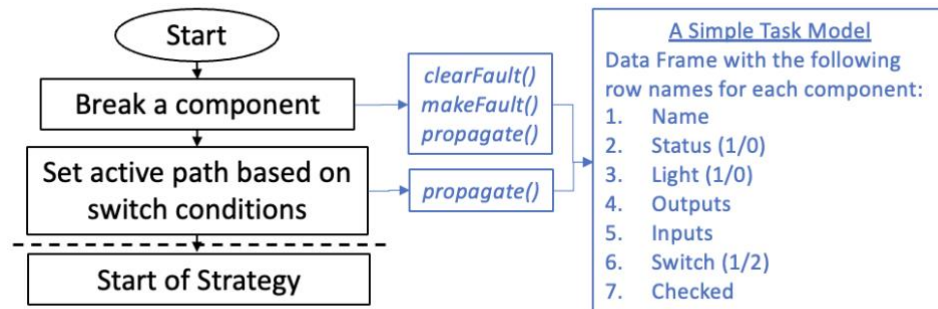 Start
Break a component
Set active path based on
switch conditions
Start of Strategy
clearFault()
makeFault()
propagate()
propagate()
A Simple Task Model
Data Frame with the following
row names for each component:
1. Name
2. Status (1/0)
3. Light (1/0)
4. Outputs
5. Inputs
6. Switch (1/2)
7. Checked